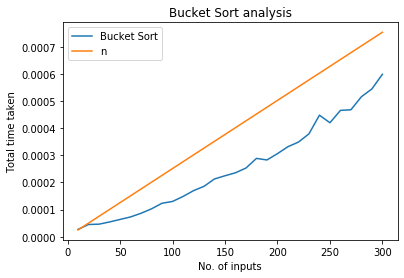 Bucket Sort analysis
Bucket Sort
n
0.0007
0.0006
0.0005
0.0004
0.0003
0.0002
0.0001
0.0000
Total time taken
0 50 100 150 200 250 300
No. of inputs